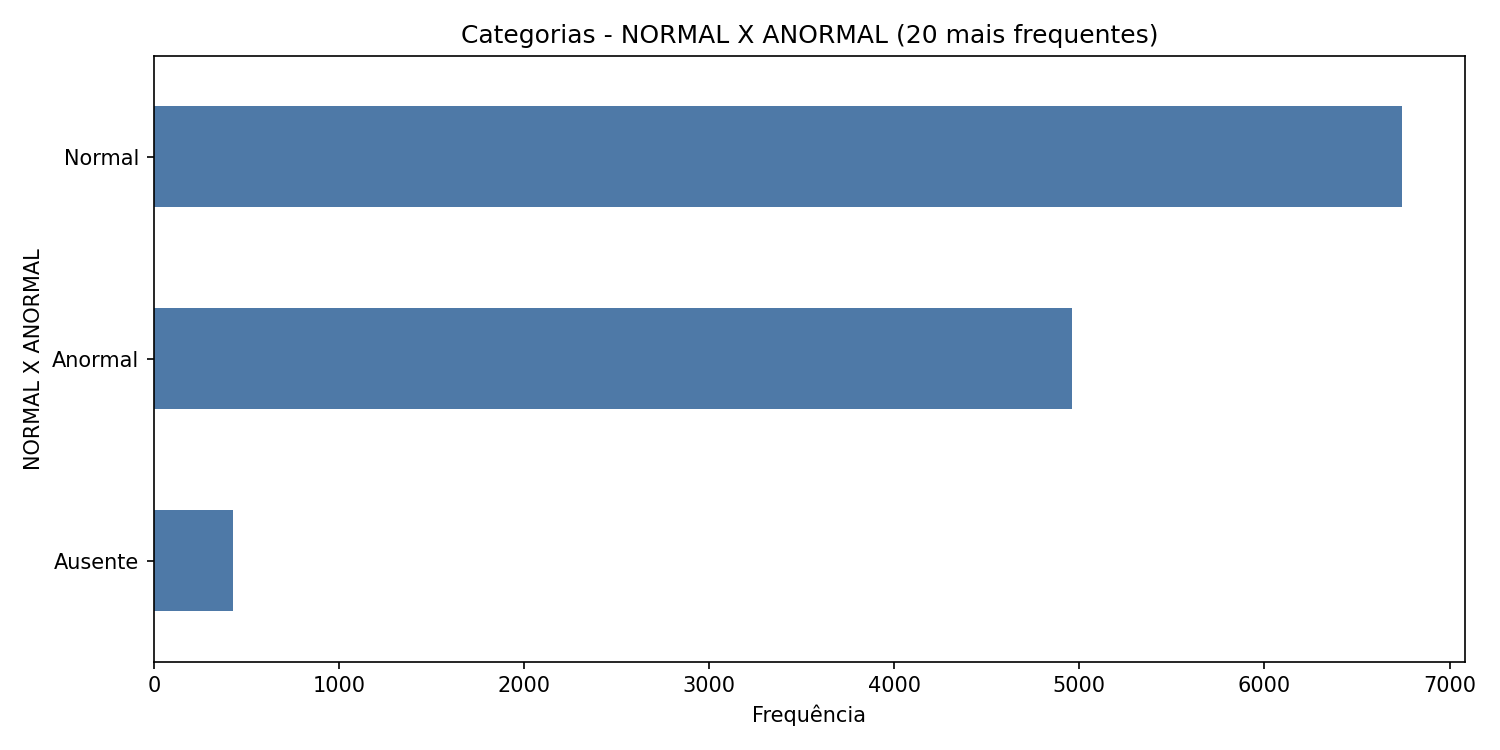 Categorias - NORMAL X ANORMAL (20 mais frequentes)
NORMAL X ANORMAL
Normal
Anormal
Ausente
0 1000 2000 3000 4000 5000 6000 7000
Frequência